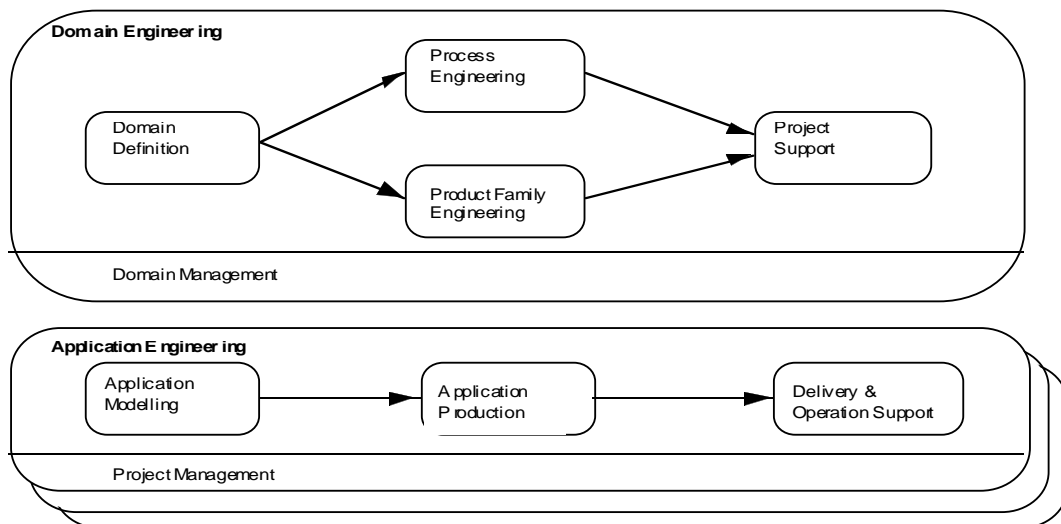 Domain Engineering
Process
Engineering
Domain
Definition
Project
Support
Product Family
Engineering
Domain Management
Application Engineering
Application
Modelling
Application
Production
Delivery &
Operation Support
Project Management